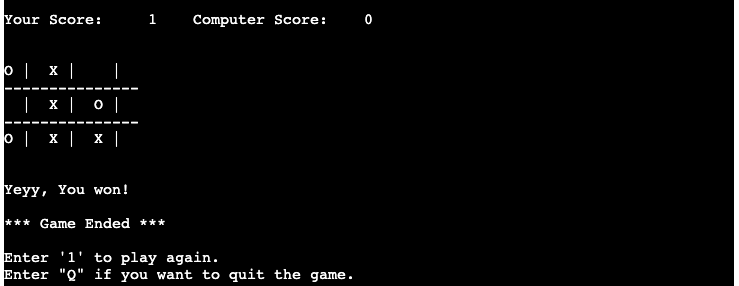 Your Score:     1    Computer Score:    0
O |  X |    |
---------------
  |  X |  O |
---------------
O |  X |  X |
Yeyy, You won!
*** Game Ended ***
Enter '1' to play again.
Enter "Q" if you want to quit the game.